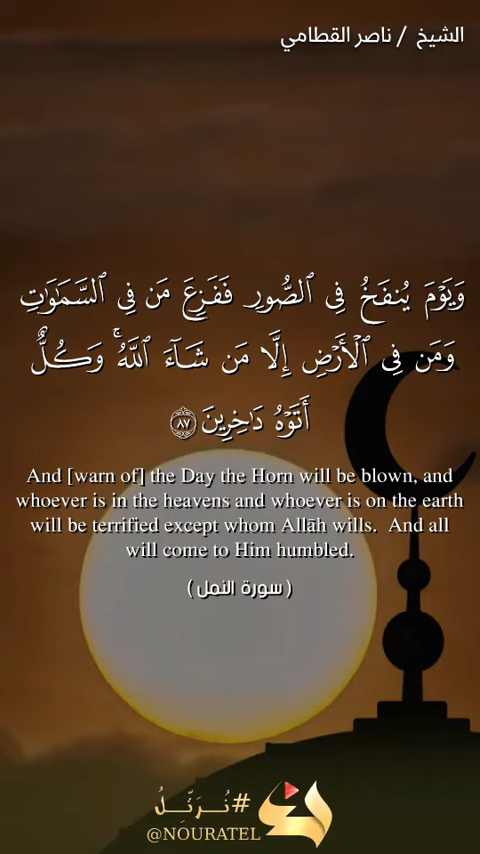 الشيخ / ناصر القطامي
وَيَوْمَ يُنفَخُ فِى ٱلصُّورِ فَفَزِعَ مَن فِى ٱلسَّمَٰوَٰتِ
وَمَن فِى ٱلْأَرْضِ إِلَّا مَن شَآءَ ٱللَّهُ ۚ وَكُلٌّ
أَتَوْهُ دَٰخِرِينَ ٨٧
And [warn of] the Day the Horn will be blown, and
whoever is in the heavens and whoever is on the earth
will be terrified except whom Allāh wills.  And all
will come to Him humbled.
( سورة النمل )
#نُـرَتِّـلُ
@NOURATEL